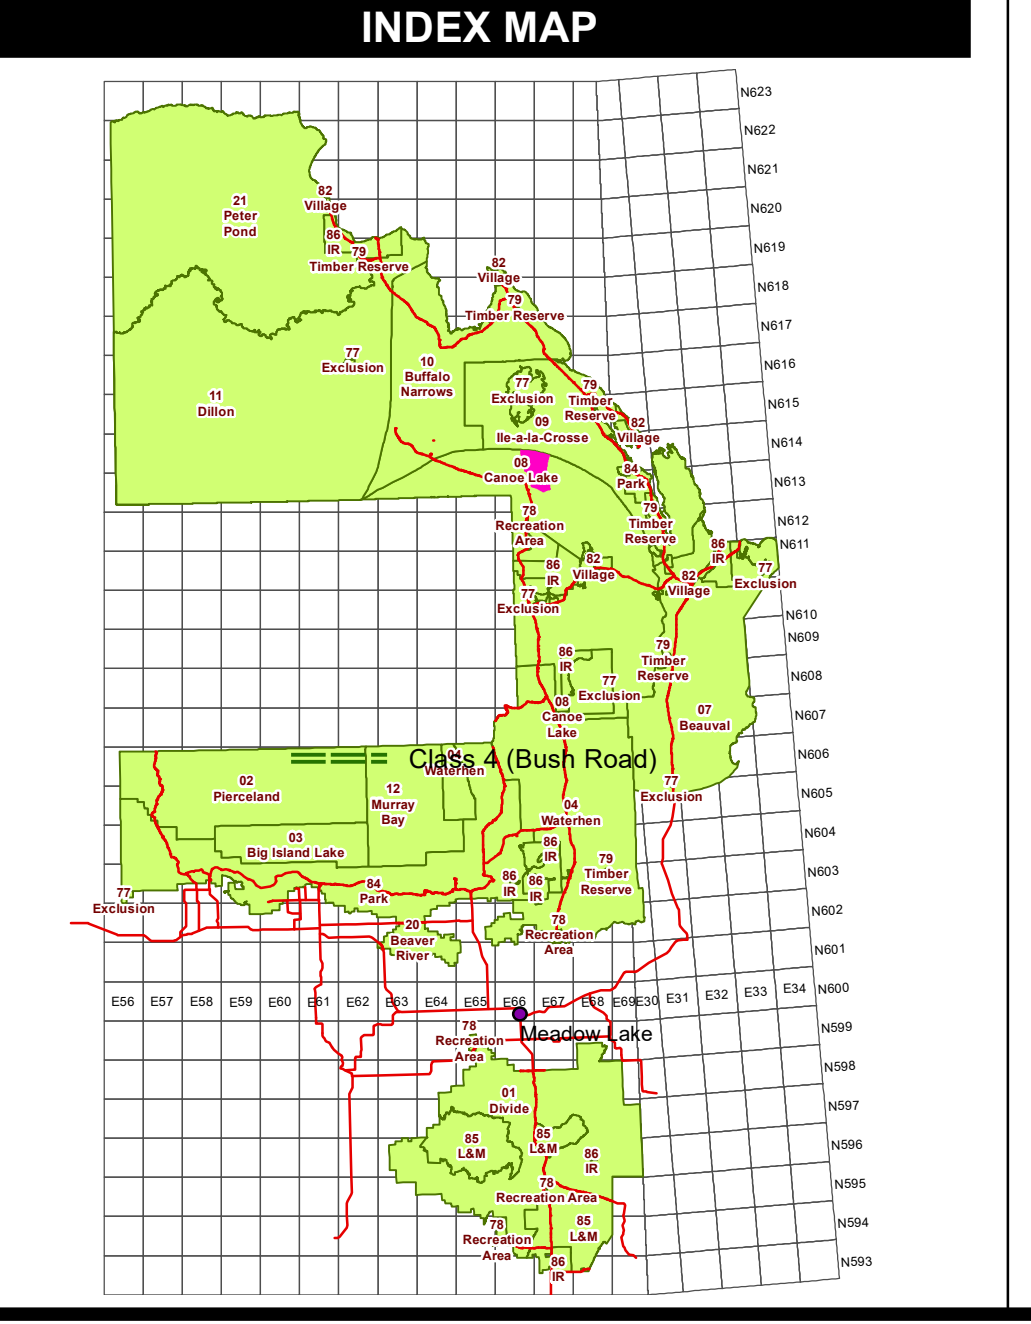 INDEX MAP
N623
N622
N621
N620
N619
N618
N617
N616
N615
N614
N613
N612
N611
N610
N609
N608
N607
N606
N605
N604
N603
N602
N601
N600
N599
N598
N597
N596
N595
N594
N593
21
Peter
Pond
82
Village
86
IR
79
Timber Reserve
82
Village
79
Timber Reserve
77
Exclusion
10
Buffalo
Narrows
11
Dillon
77
Exclusion
79
Timber
Reserve
09
Ile-a-la-Crosse
82
Village
08
Canoe Lake
84
Park
78
Recreation
Area
79
Timber
Reserve
86
IR
82
Village
86
IR
77
Exclusion
82
Village
77
Exclusion
86
IR
79
Timber
Reserve
77
Exclusion
08
Canoe
Lake
07
Beauval
04
Waterhen
Class 4 (Bush Road)
02
Pierceland
12
Murray
Bay
77
Exclusion
04
Waterhen
03
Big Island Lake
86
IR
79
Timber
Reserve
86
IR
86
IR
84
Park
77
Exclusion
20
Beaver
River
78
Recreation
Area
E56 E57 E58 E59 E60 E61 E62 E63 E64 E65 E66 E67 E68 E69 E30 E31 E32 E33 E34
Meadow Lake
78
Recreation
Area
01
Divide
85
L&M
85
L&M
86
IR
78
Recreation Area
78
Recreation
Area
85
L&M
86
IR